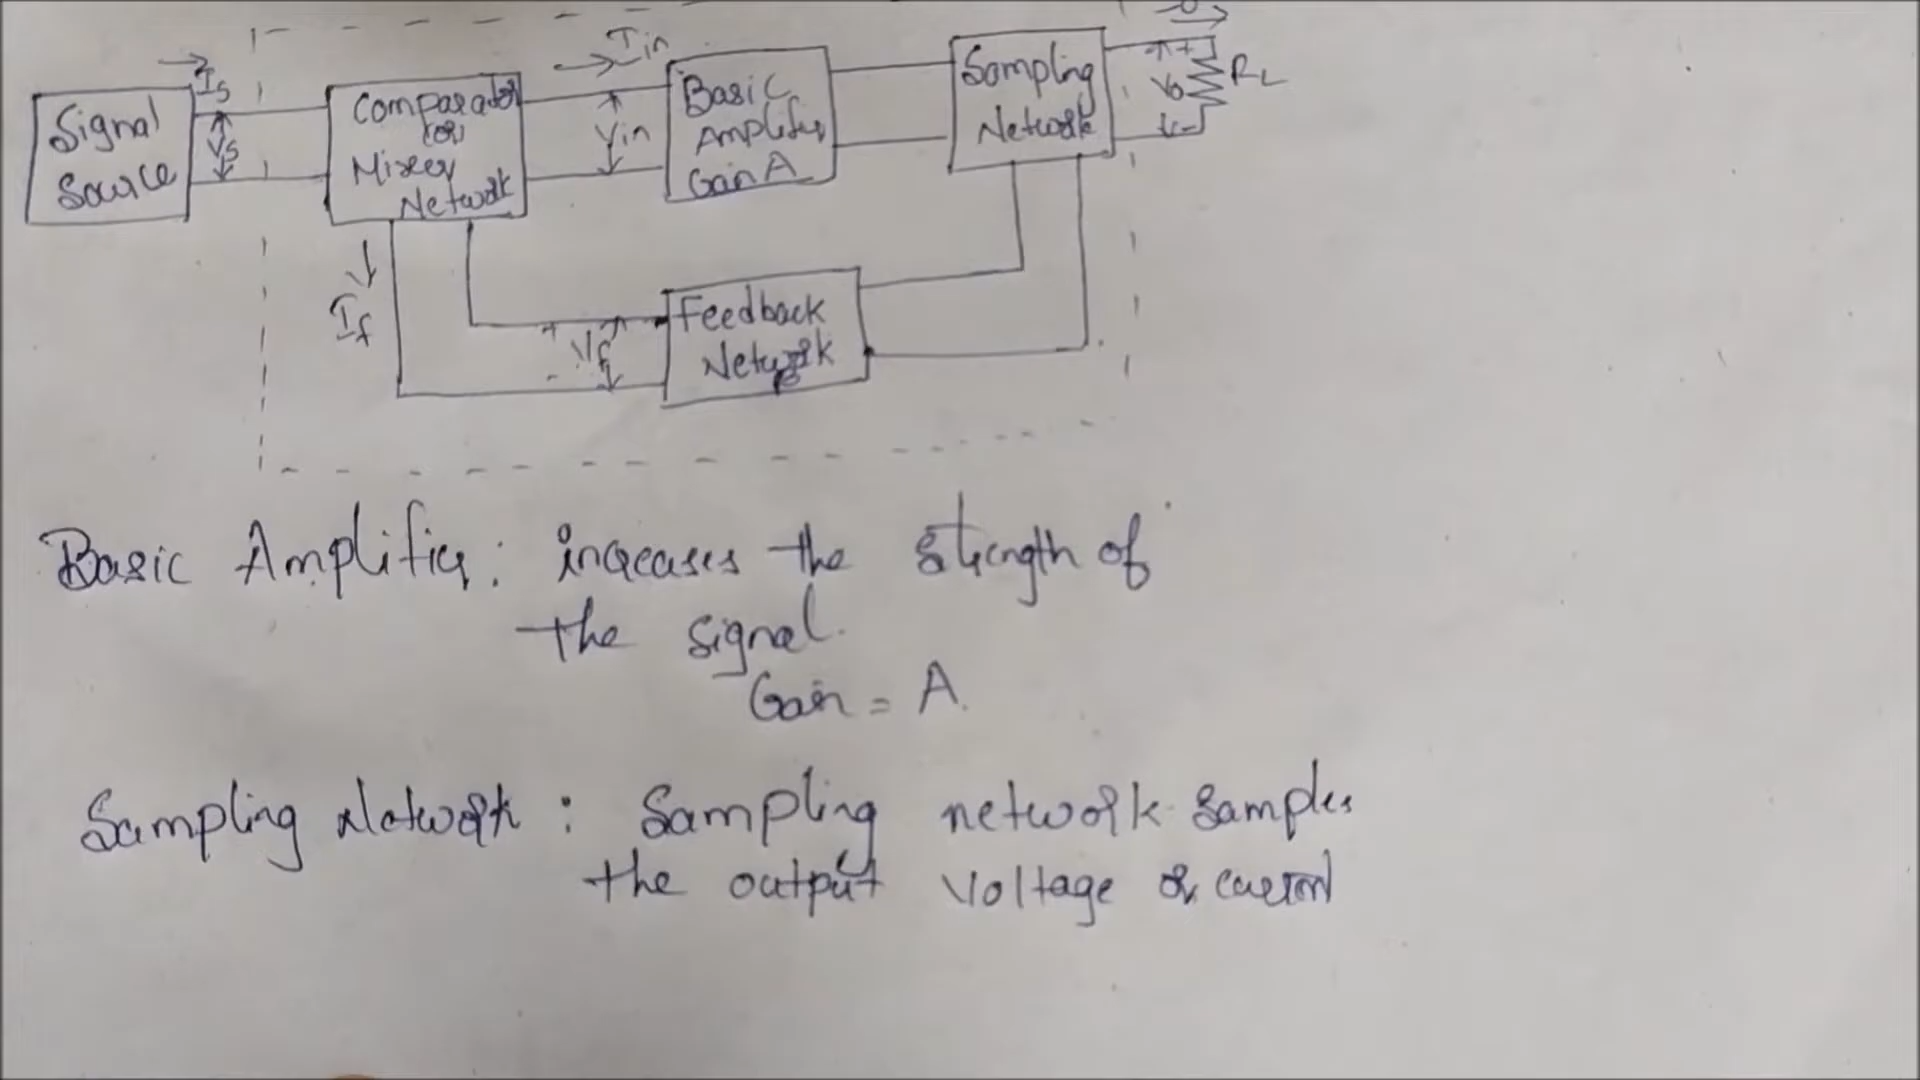 Signal
Source
Is
Vs
Comparator
(or)
Mixer
Network
Iin
Vin
Basic
Amplifier
Gain A
Sampling
Network
Vo
RL
If
Vf
Feedback
Network
β
Basic Amplifier: increases the strength of
the signal.
Gain = A.
Sampling Network: Sampling network samples
the output voltage or current